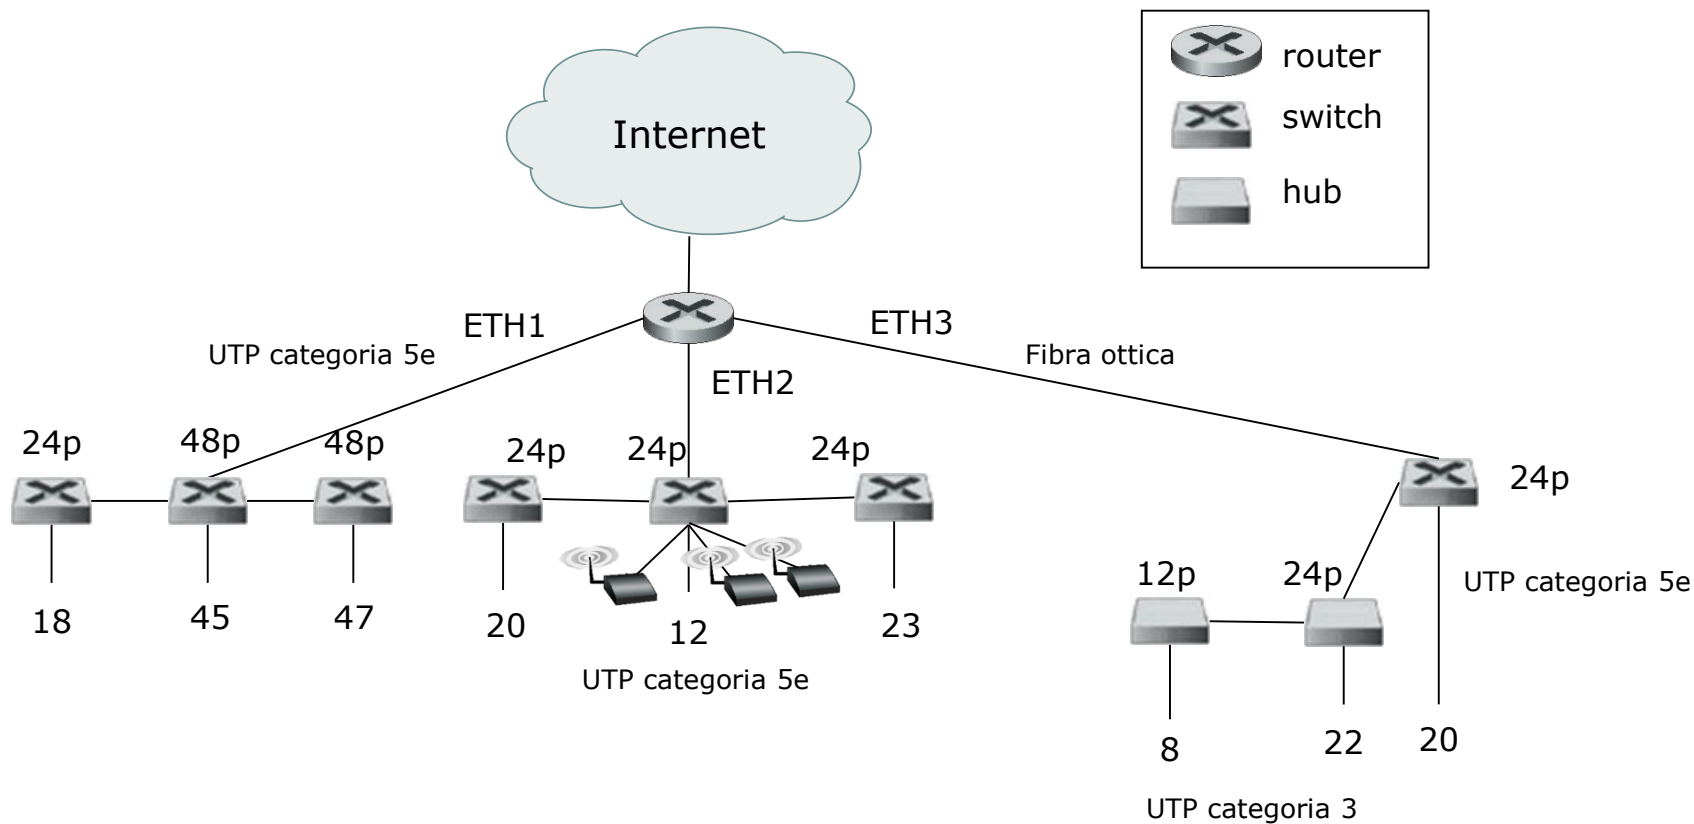 router
switch
hub
Internet
ETH1
ETH3
UTP categoria 5e
Fibra ottica
ETH2
24p
48p
48p
24p
24p
24p
24p
12p
24p
UTP categoria 5e
18
45
47
20
12
23
UTP categoria 5e
8
22
20
UTP categoria 3